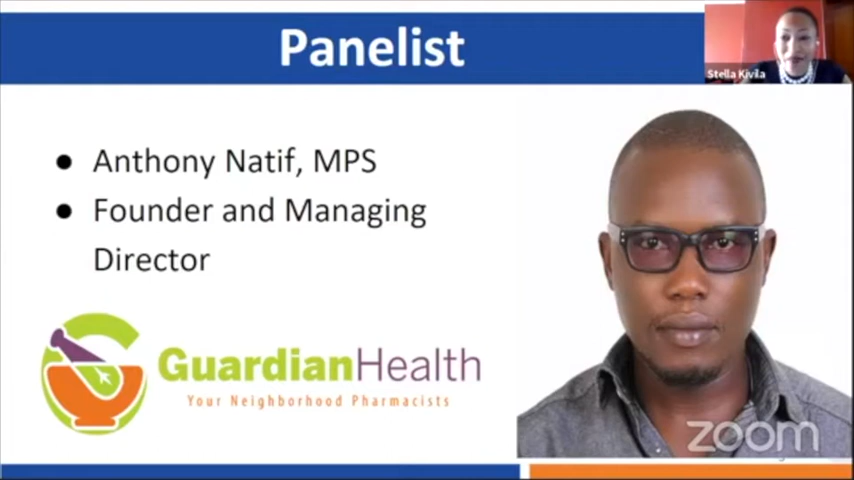 Panelist
Stella Kivila
● Anthony Natif, MPS
● Founder and Managing
Director
GuardianHealth
Your Neighborhood Pharmacists
zoom